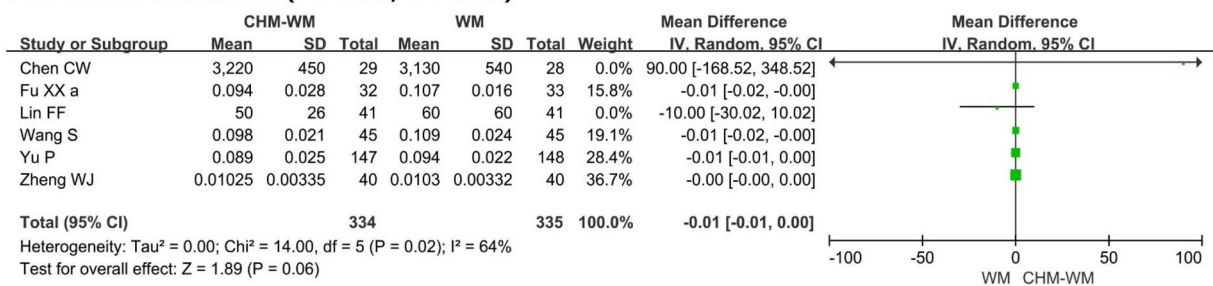 CHM-WM WM Mean Difference Mean Difference
Study or Subgroup Mean SD Total Mean SD Total Weight IV, Random, 95% CI IV, Random, 95% CI
Chen CW 3,220 450 29 3,130 540 28 0.0% 90.00 [-168.52, 348.52]
Fu XX a 0.094 0.028 32 0.107 0.016 33 15.8% -0.01 [-0.02, -0.00]
Lin FF 50 26 41 60 60 41 0.0% -10.00 [-30.02, 10.02]
Wang S 0.098 0.021 45 0.109 0.024 45 19.1% -0.01 [-0.02, -0.00]
Yu P 0.089 0.025 147 0.094 0.022 148 28.4% -0.01 [-0.01, 0.00]
Zheng WJ 0.01025 0.00335 40 0.0103 0.00332 40 36.7% -0.00 [-0.00, 0.00]
Total (95% CI) 334 335 100.0% -0.01 [-0.01, 0.00]
Heterogeneity: Tau² = 0.00; Chi² = 14.00, df = 5 (P = 0.02); I² = 64%
Test for overall effect: Z = 1.89 (P = 0.06)
-100 -50 0 50 100
WM CHM-WM